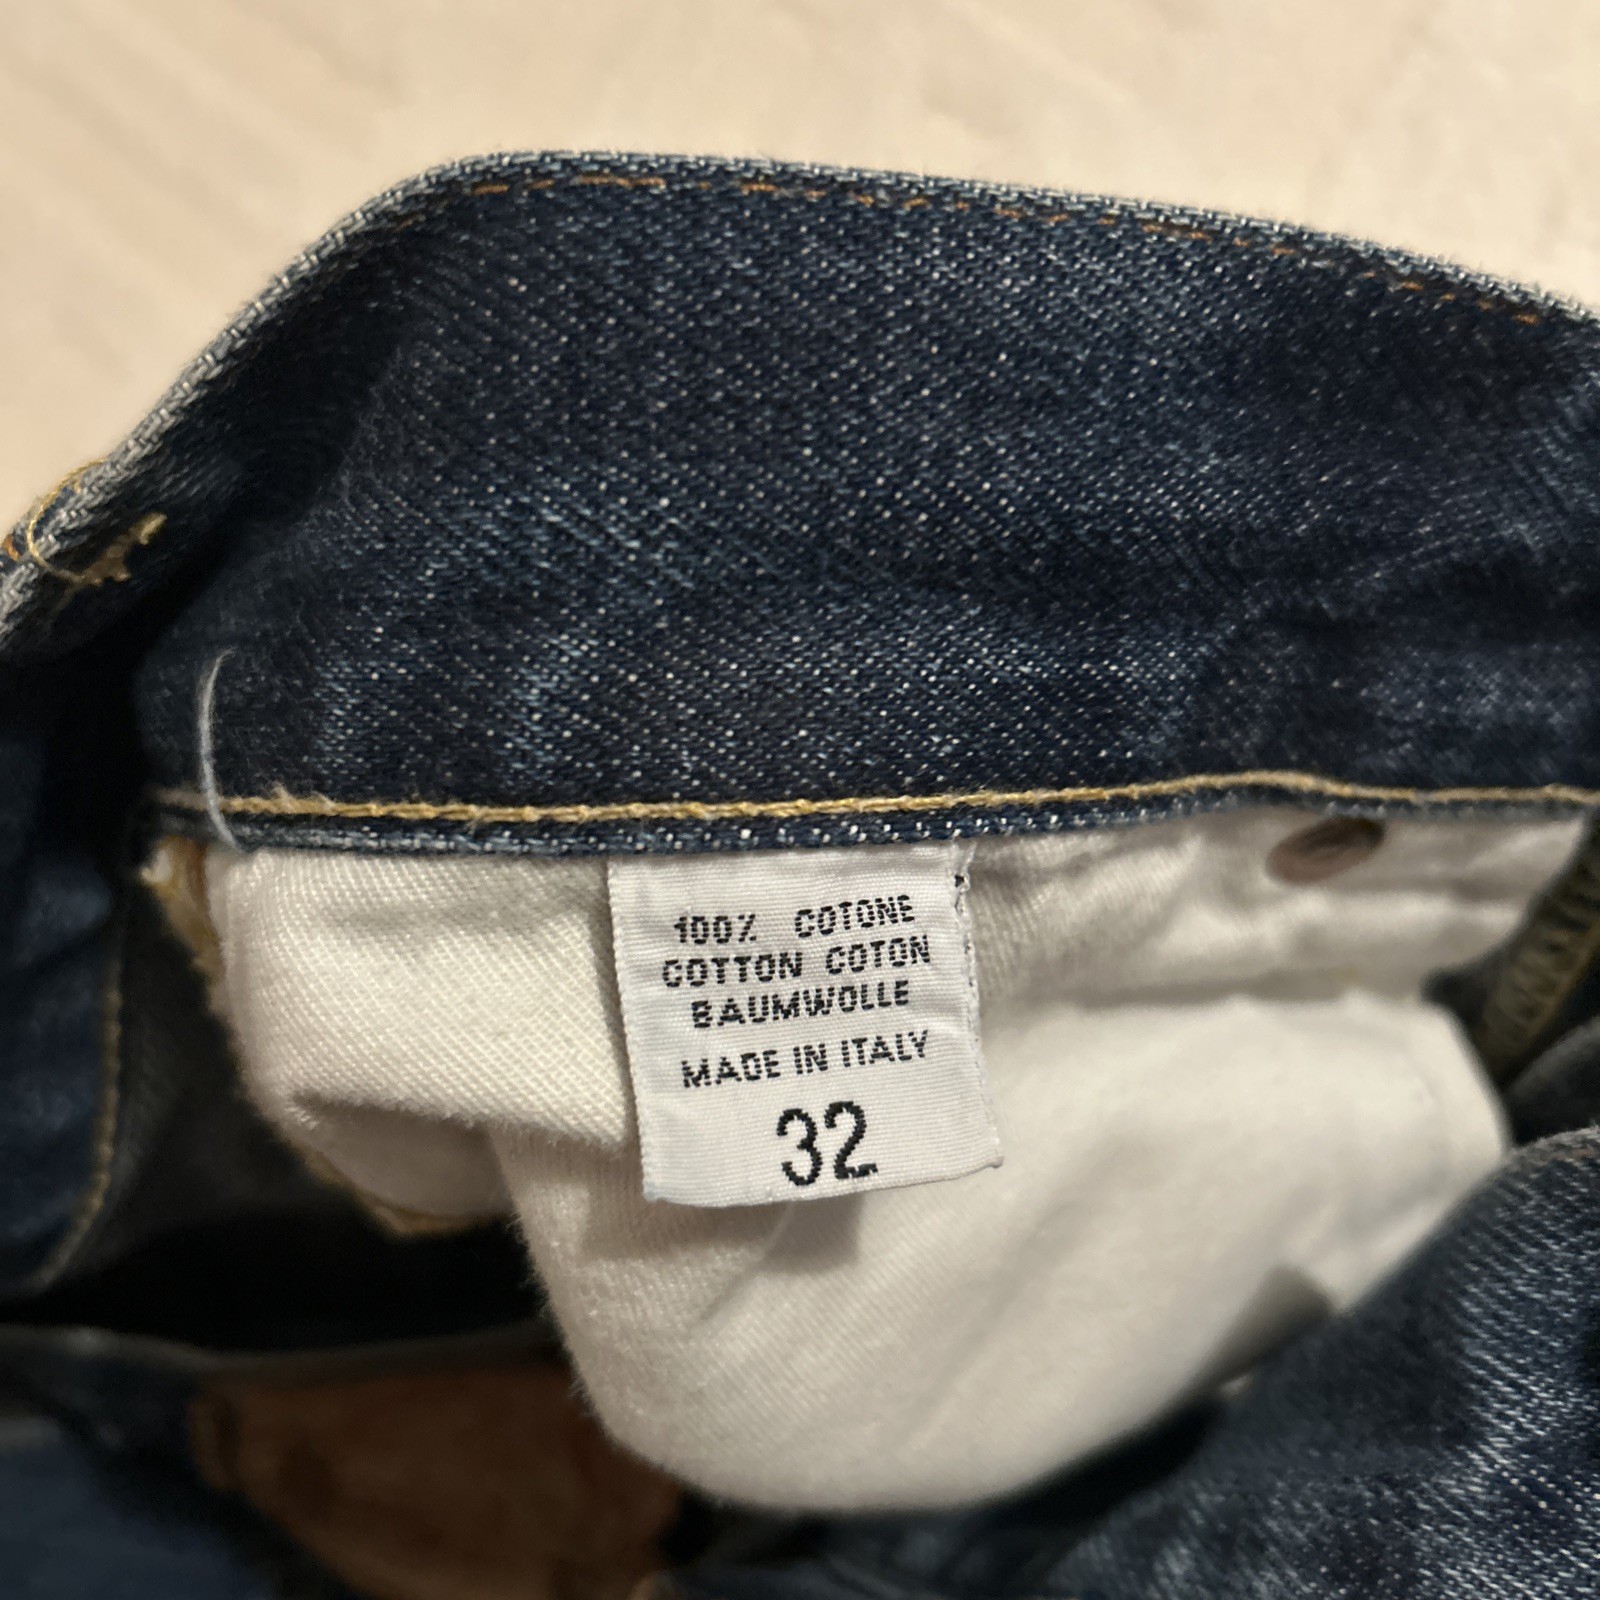 100% COTONE
COTTON COTON
BAUMWOLLE
MADE IN ITALY
32